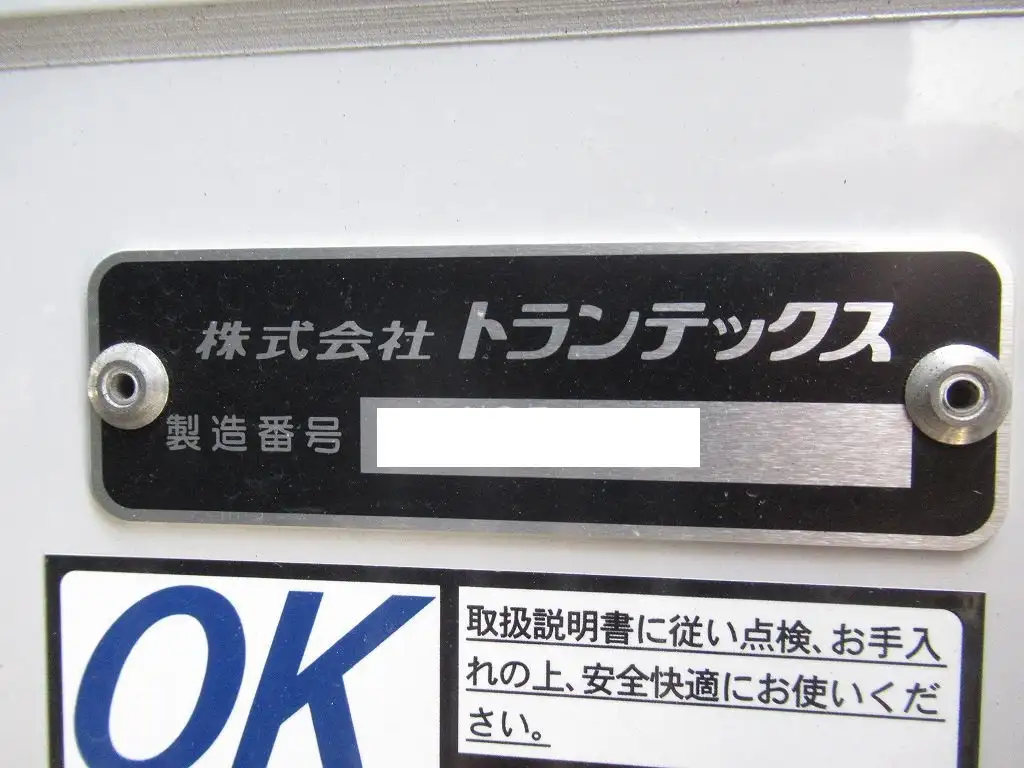 株式会社 トランテックス
製造番号
OK
取扱説明書に従い点検、お手入
れの上、安全快適にお使いくだ
さい。